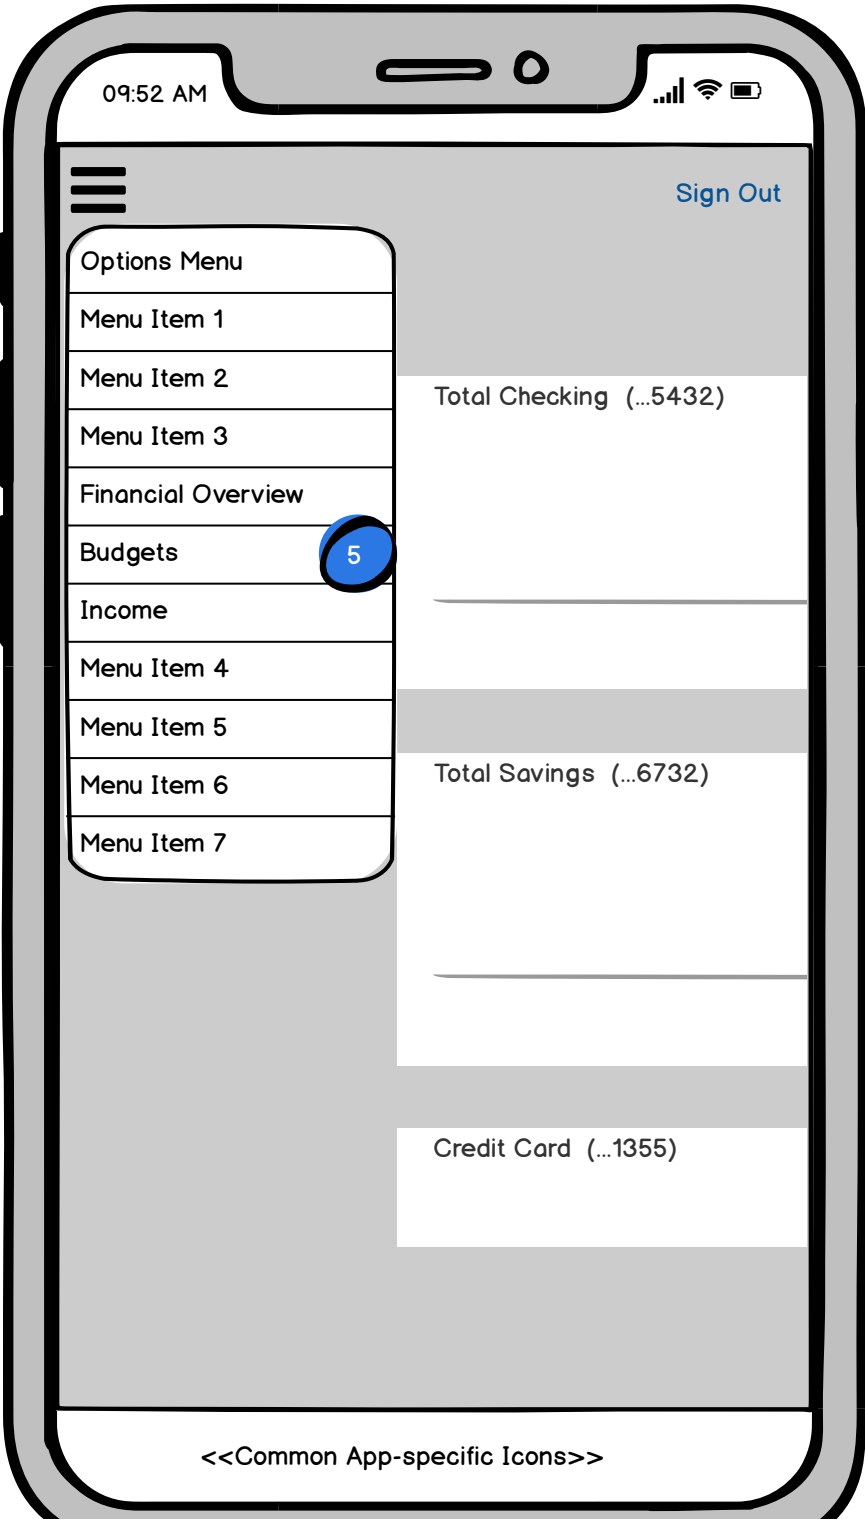 09:52 AM
Sign Out
Options Menu
Menu Item 1
Menu Item 2
Menu Item 3
Financial Overview
Budgets 5
Income
Menu Item 4
Menu Item 5
Menu Item 6
Menu Item 7
Total Checking (...5432)
Total Savings (...6732)
Credit Card (...1355)
<<Common App-specific Icons>>